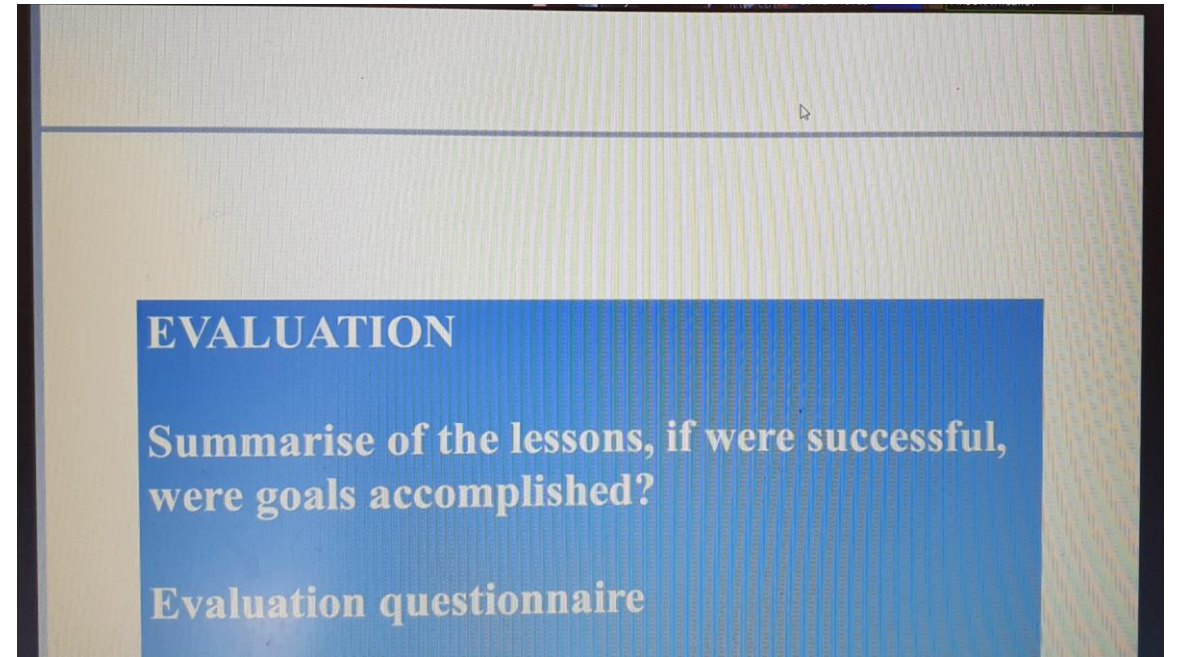 EVALUATION
Summarise of the lessons, if were successful,
were goals accomplished?
Evaluation questionnaire